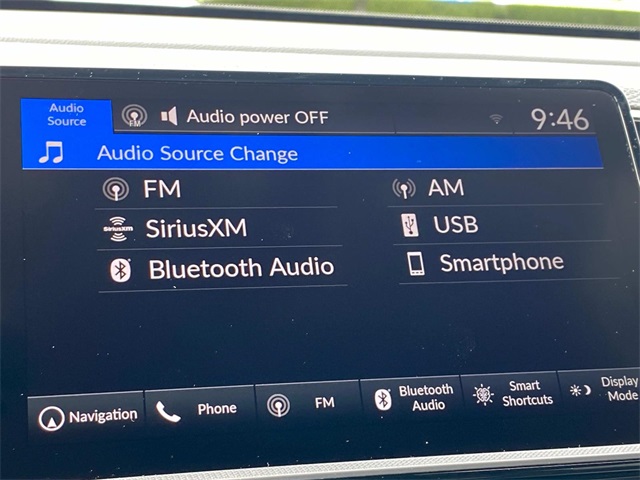 Audio
Source
FM
Audio power OFF
9:46
Audio Source Change
FM
AM
SiriusXM
SiriusXM
USB
Bluetooth Audio
Smartphone
Navigation
Phone
FM
Bluetooth
Audio
Smart
Shortcuts
Display
Mode